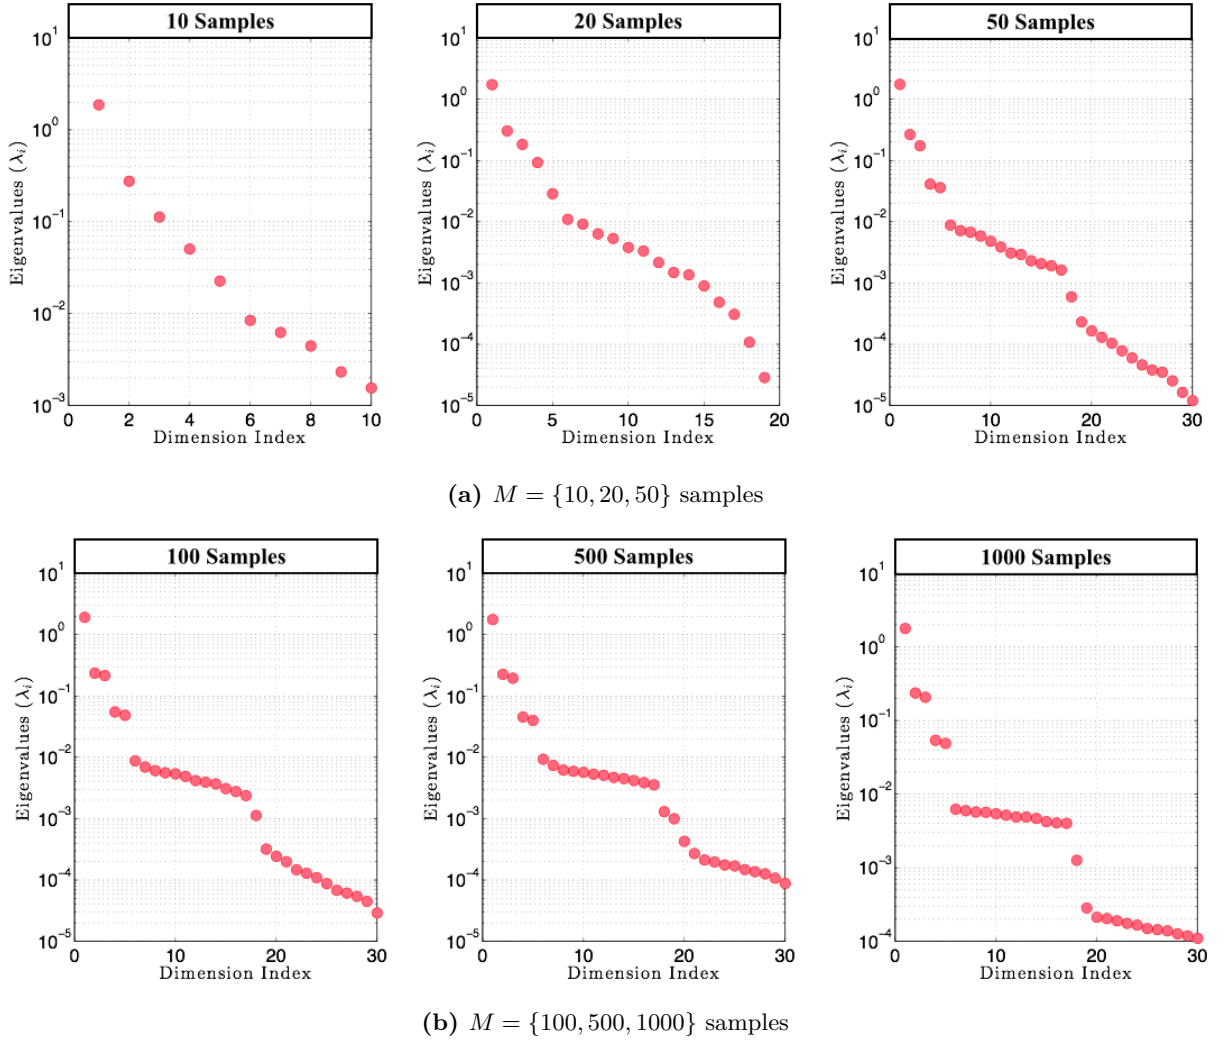 10 Samples
20 Samples
50 Samples
10^1
10^0
10^-1
10^-2
10^-3
Eigenvalues (λ_i)
0 2 4 6 8 10
Dimension Index
10^1
10^0
10^-1
10^-2
10^-3
10^-4
10^-5
Eigenvalues (λ_i)
0 5 10 15 20
Dimension Index
10^1
10^0
10^-1
10^-2
10^-3
10^-4
10^-5
Eigenvalues (λ_i)
0 10 20 30
Dimension Index
(a) M = {10, 20, 50} samples
100 Samples
500 Samples
1000 Samples
10^1
10^0
10^-1
10^-2
10^-3
10^-4
10^-5
Eigenvalues (λ_i)
0 10 20 30
Dimension Index
10^1
10^0
10^-1
10^-2
10^-3
10^-4
10^-5
Eigenvalues (λ_i)
0 10 20 30
Dimension Index
10^1
10^0
10^-1
10^-2
10^-3
10^-4
Eigenvalues (λ_i)
0 10 20 30
Dimension Index
(b) M = {100, 500, 1000} samples